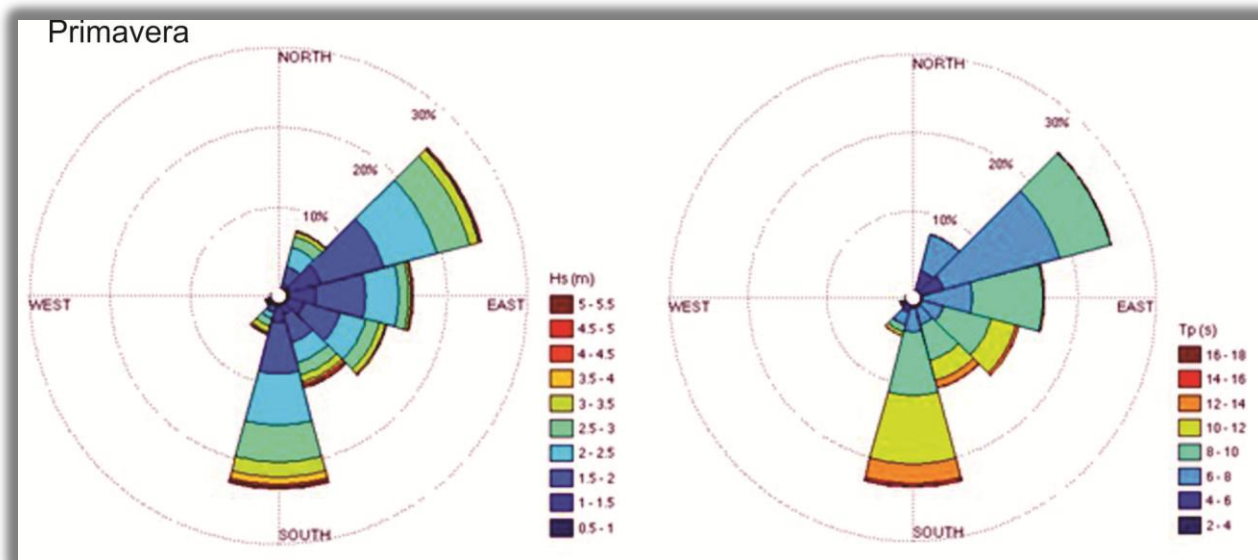 Primavera
NORTH
30%
20%
10%
WEST
EAST
SOUTH
Hs (m)
5 - 5.5
4.5 - 5
4 - 4.5
3.5 - 4
3 - 3.5
2.5 - 3
2 - 2.5
1.5 - 2
1 - 1.5
0.5 - 1
NORTH
30%
20%
10%
WEST
EAST
SOUTH
Tp (s)
16 - 18
14 - 16
12 - 14
10 - 12
8 - 10
6 - 8
4 - 6
2 - 4